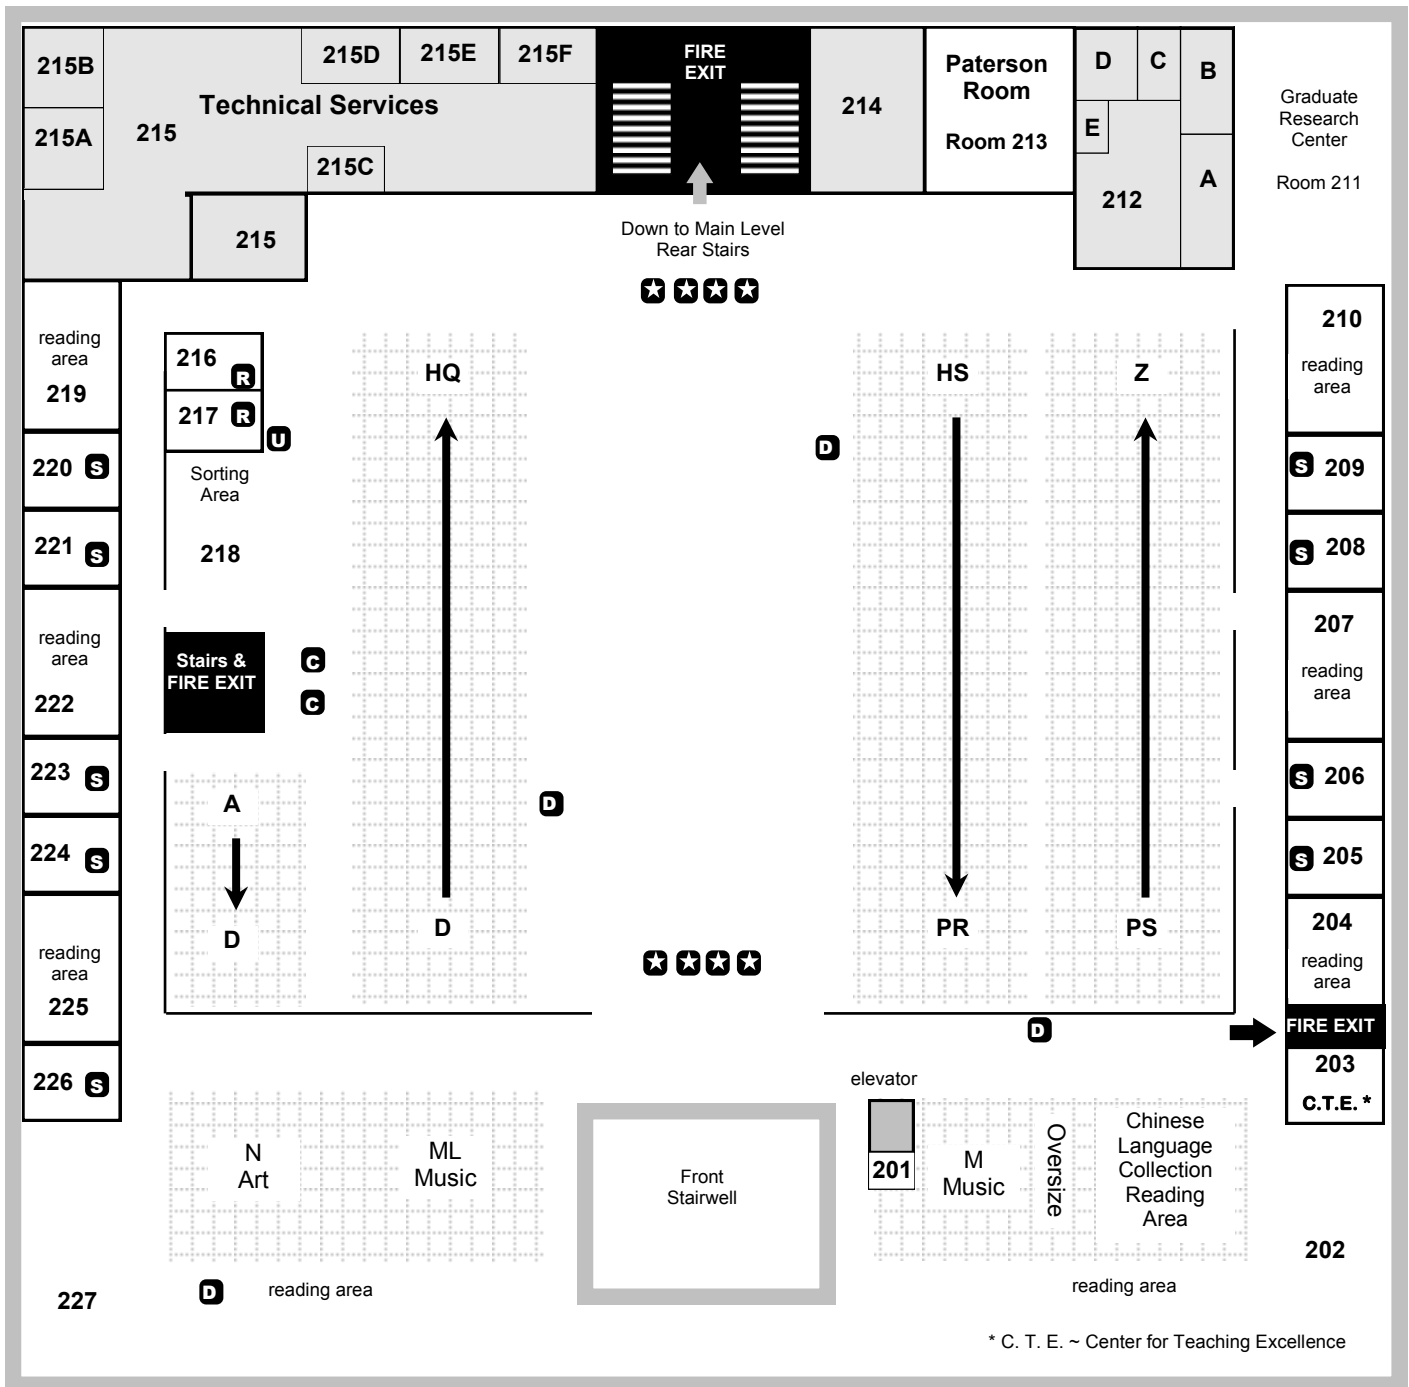 215B
215D
215E
215F
FIRE
EXIT
214
Paterson
Room
Room 213
D
C
B
E
A
212
Graduate
Research
Center
Room 211
Technical Services
215A
215
215C
215
Down to Main Level
Rear Stairs
reading
area
219
216
R
217
R
U
HQ
D
HS
Z
210
reading
area
220
S
Sorting
Area
218
S
209
221
S
S
208
reading
area
222
Stairs &
FIRE EXIT
C
C
207
reading
area
223
S
A
D
S
206
224
S
S
205
reading
area
225
D
D
PR
PS
204
reading
area
D
FIRE EXIT
226
S
203
C.T.E. *
elevator
201
N
Art
ML
Music
Front
Stairwell
M
Music
Oversize
Chinese
Language
Collection
Reading
Area
202
227
D
reading area
reading area
* C. T. E. ~ Center for Teaching Excellence